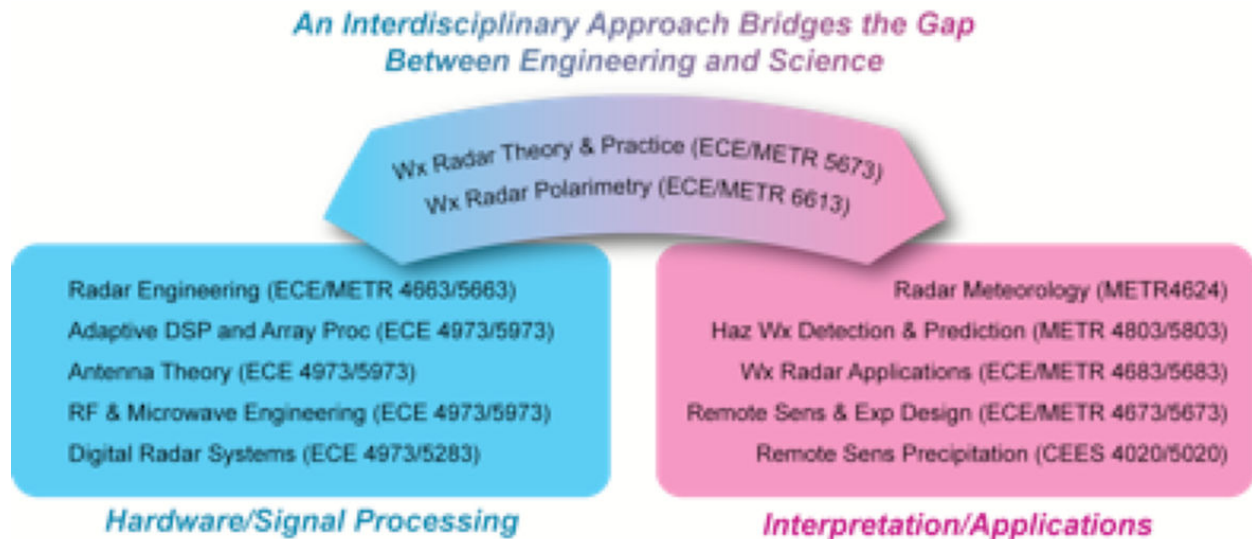 An Interdisciplinary Approach Bridges the Gap
Between Engineering and Science
Wx Radar Theory & Practice (ECE/METR 5673)
Wx Radar Polarimetry (ECE/METR 6613)
Radar Engineering (ECE/METR 4663/5663)
Adaptive DSP and Array Proc (ECE 4973/5973)
Antenna Theory (ECE 4973/5973)
RF & Microwave Engineering (ECE 4973/5973)
Digital Radar Systems (ECE 4973/5283)
Hardware/Signal Processing
Radar Meteorology (METR4624)
Haz Wx Detection & Prediction (METR 4803/5803)
Wx Radar Applications (ECE/METR 4683/5683)
Remote Sens & Exp Design (ECE/METR 4673/5673)
Remote Sens Precipitation (CEES 4020/5020)
Interpretation/Applications